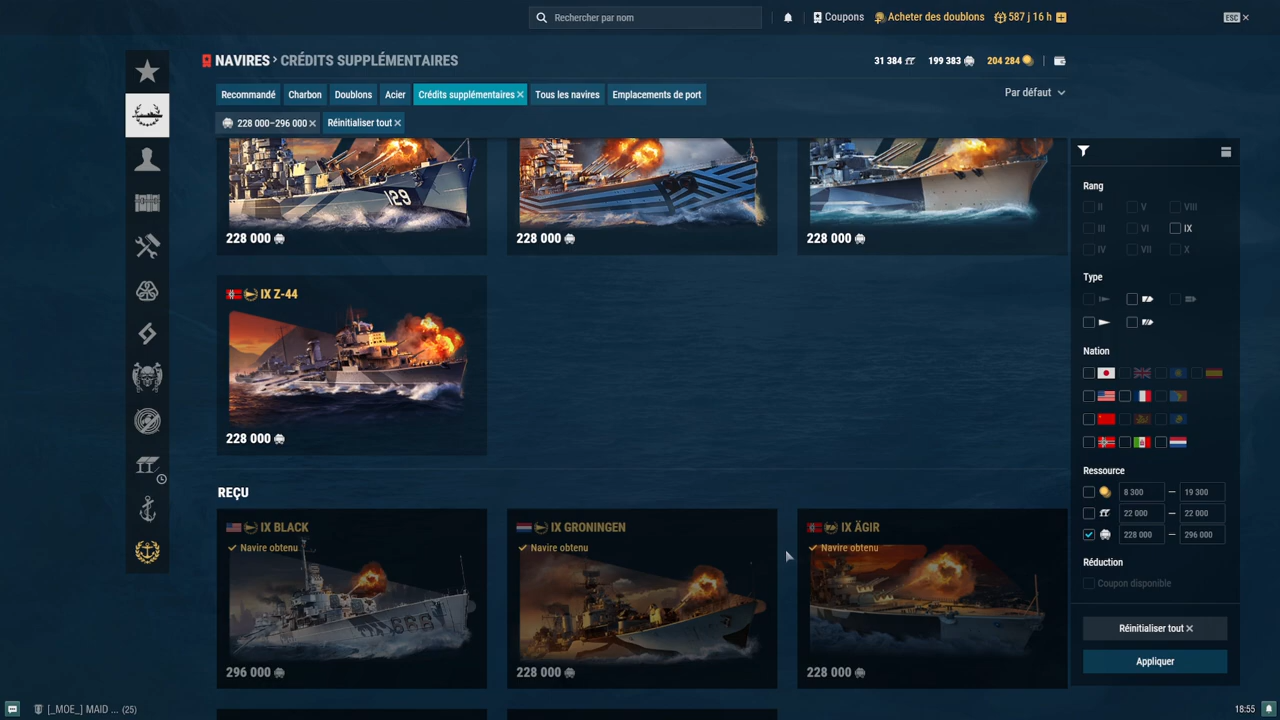 Rechercher par nom
Coupons
Acheter des doublons
587 j 16 h
ESC
NAVIRES > CRÉDITS SUPPLÉMENTAIRES
31 384
199 383
204 284
Recommandé
Charbon
Doublons
Acier
Crédits supplémentaires
Tous les navires
Emplacements de port
Par défaut
228 000–296 000
Réinitialiser tout
129
228 000
228 000
228 000
IX Z-44
228 000
REÇU
IX BLACK
Navire obtenu
666
296 000
IX GRONINGEN
Navire obtenu
228 000
IX ÄGIR
Navire obtenu
228 000
Rang
II
V
VIII
III
VI
IX
IV
VII
X
Type
Nation
Ressource
8 300 — 19 300
22 000 — 22 000
228 000 — 296 000
Réduction
Coupon disponible
Réinitialiser tout
Appliquer
[_MOE_] MAID ... (25)
18:55